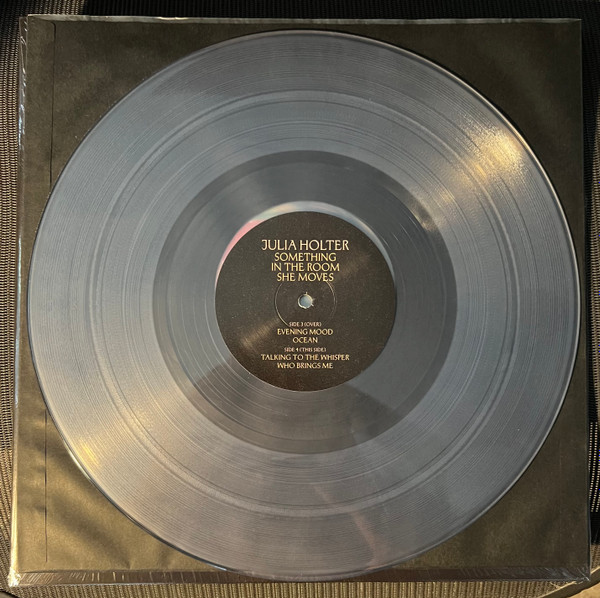 JULIA HOLTER
SOMETHING
IN THE ROOM
SHE MOVES
SIDE 3 (OVER)
EVENING MOOD
OCEAN
SIDE 4 (THIS SIDE)
TALKING TO THE WHISPER
WHO BRINGS ME